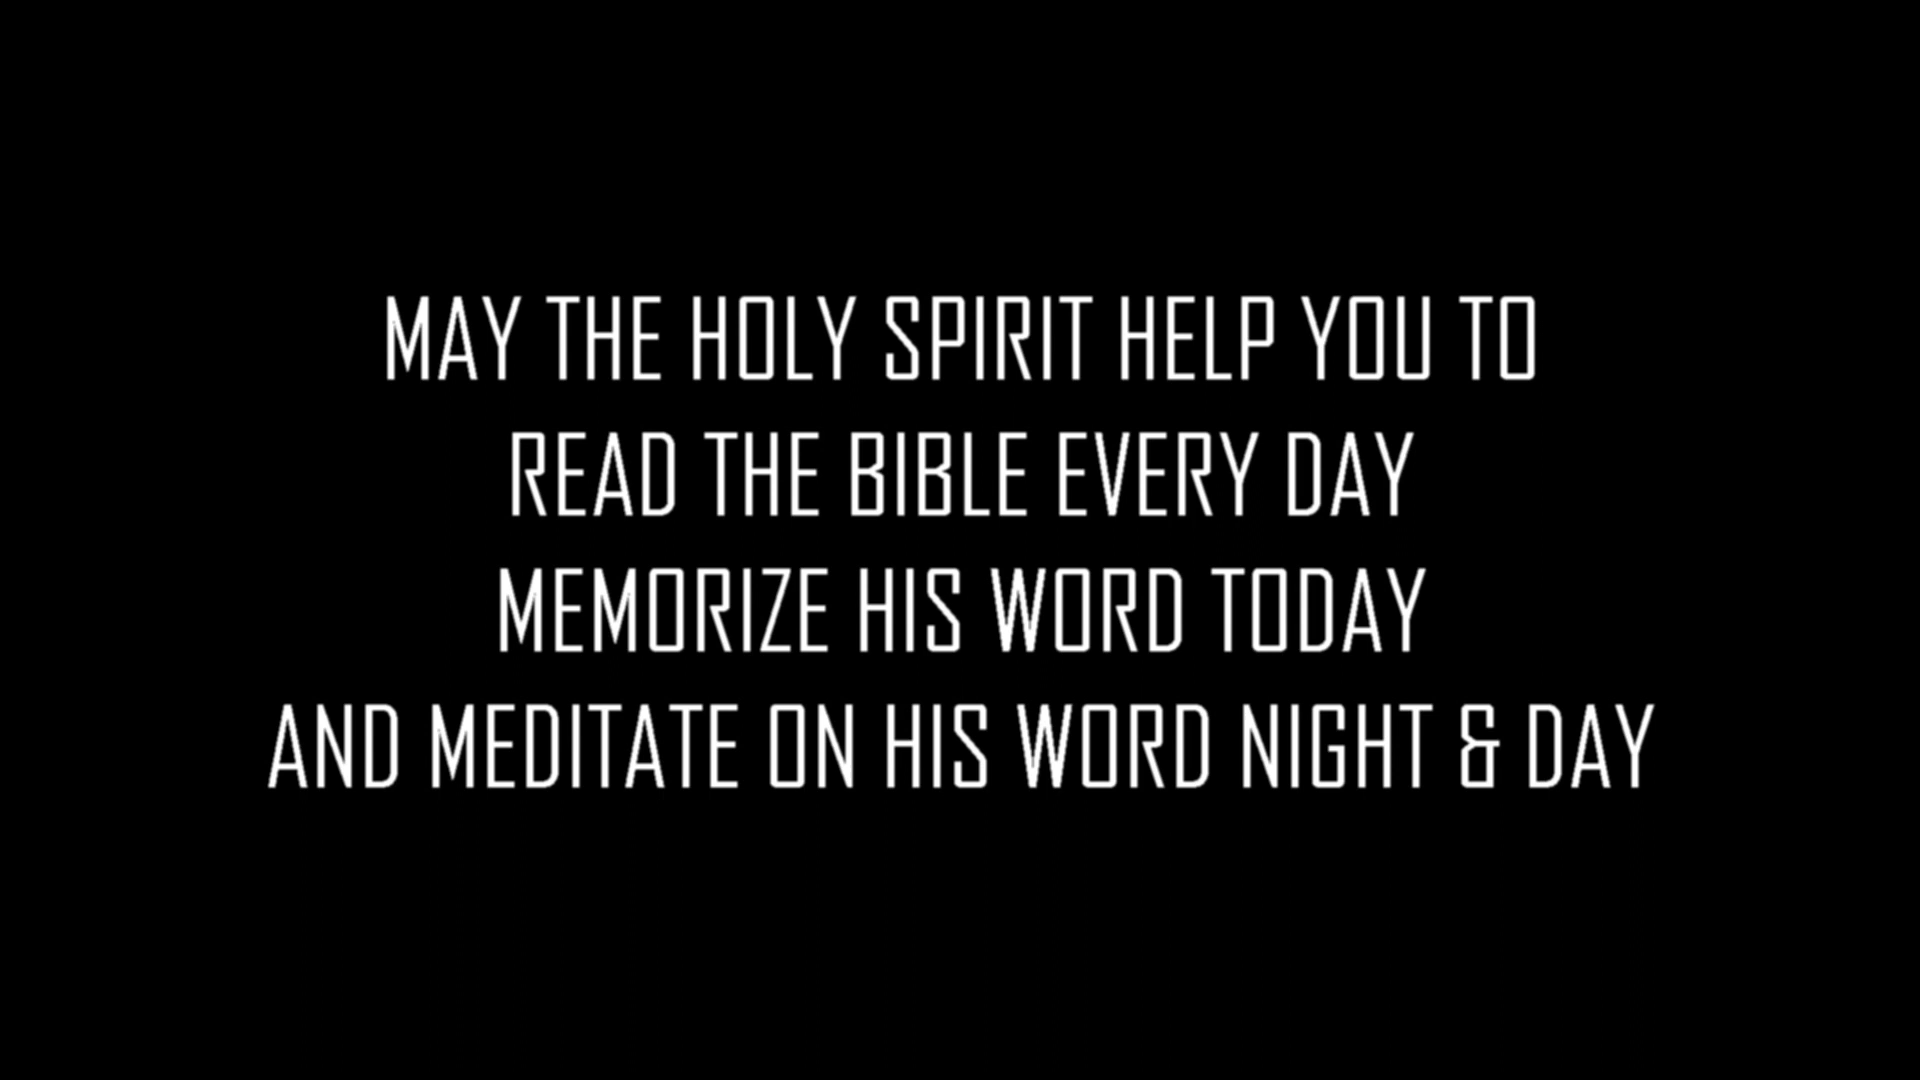 MAY THE HOLY SPIRIT HELP YOU TO
READ THE BIBLE EVERY DAY
MEMORIZE HIS WORD TODAY
AND MEDITATE ON HIS WORD NIGHT & DAY